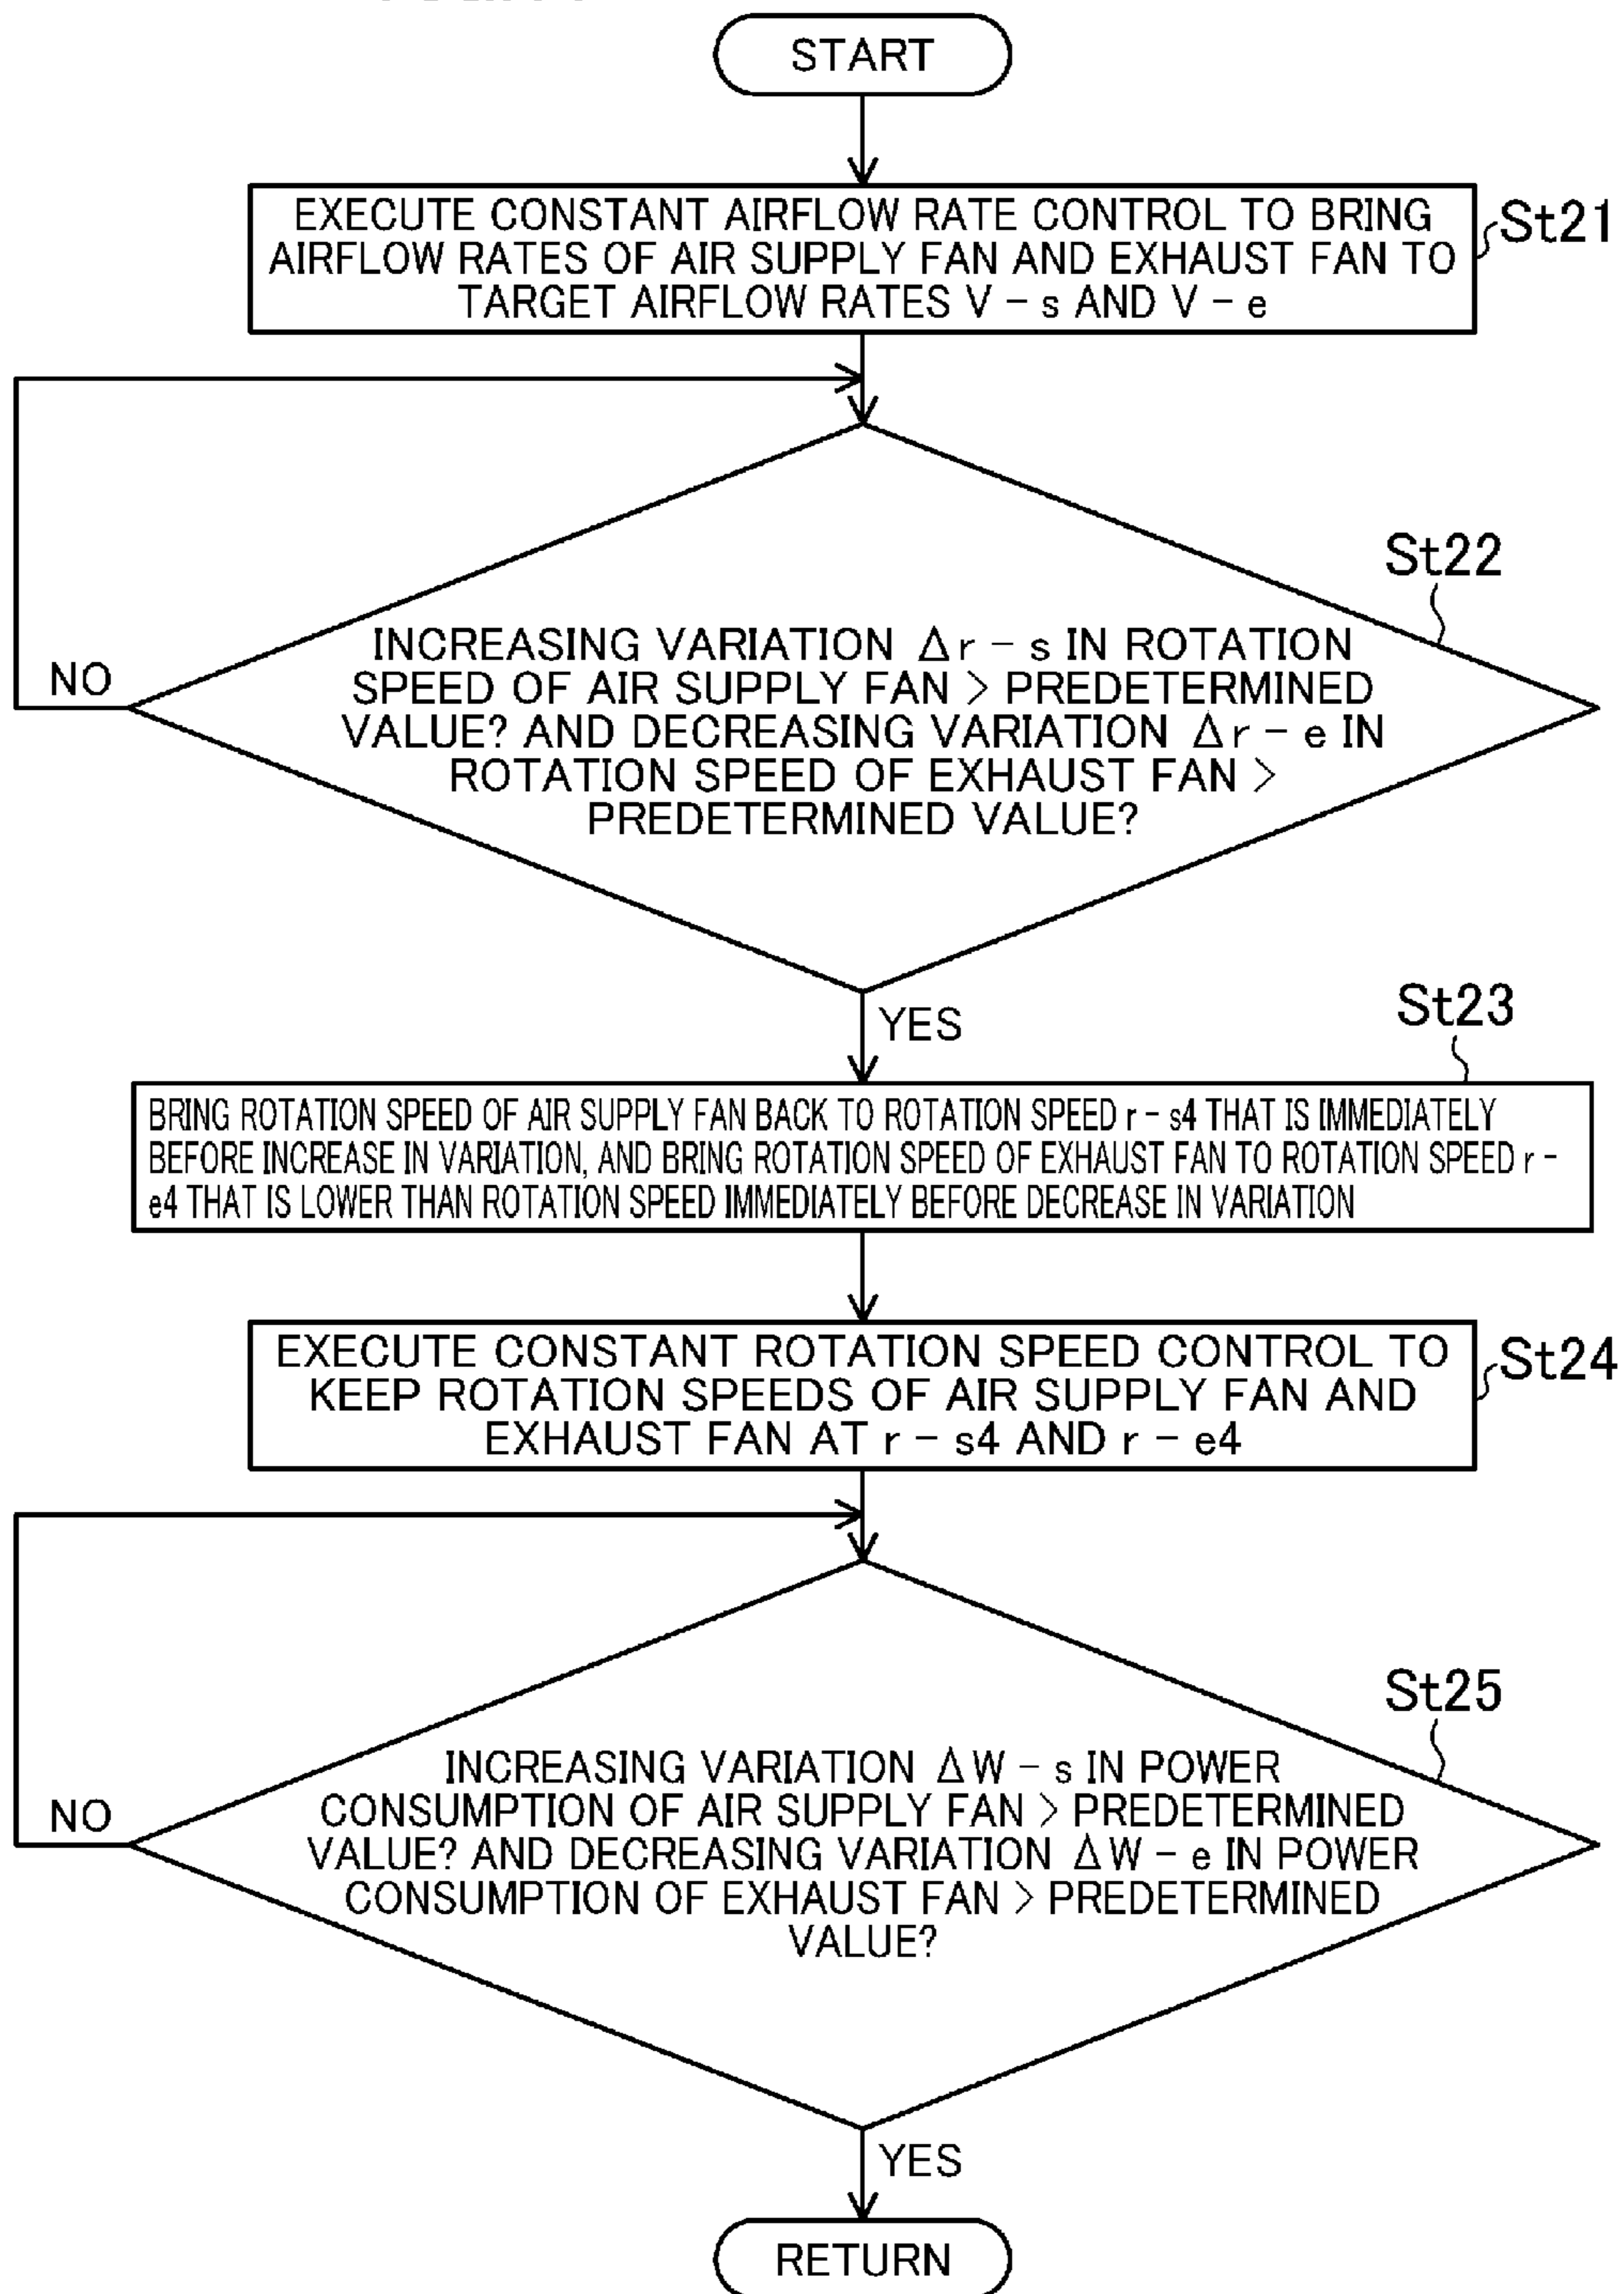 START
EXECUTE CONSTANT AIRFLOW RATE CONTROL TO BRING
AIRFLOW RATES OF AIR SUPPLY FAN AND EXHAUST FAN TO
TARGET AIRFLOW RATES V - s AND V - e
St21
St22
INCREASING VARIATION Δr - s IN ROTATION
SPEED OF AIR SUPPLY FAN > PREDETERMINED
VALUE? AND DECREASING VARIATION Δr - e IN
ROTATION SPEED OF EXHAUST FAN >
PREDETERMINED VALUE?
NO
YES
St23
BRING ROTATION SPEED OF AIR SUPPLY FAN BACK TO ROTATION SPEED r - s4 THAT IS IMMEDIATELY
BEFORE INCREASE IN VARIATION, AND BRING ROTATION SPEED OF EXHAUST FAN TO ROTATION SPEED r -
e4 THAT IS LOWER THAN ROTATION SPEED IMMEDIATELY BEFORE DECREASE IN VARIATION
EXECUTE CONSTANT ROTATION SPEED CONTROL TO
KEEP ROTATION SPEEDS OF AIR SUPPLY FAN AND
EXHAUST FAN AT r - s4 AND r - e4
St24
St25
INCREASING VARIATION ΔW - s IN POWER
CONSUMPTION OF AIR SUPPLY FAN > PREDETERMINED
VALUE? AND DECREASING VARIATION ΔW - e IN POWER
CONSUMPTION OF EXHAUST FAN > PREDETERMINED
VALUE?
NO
YES
RETURN